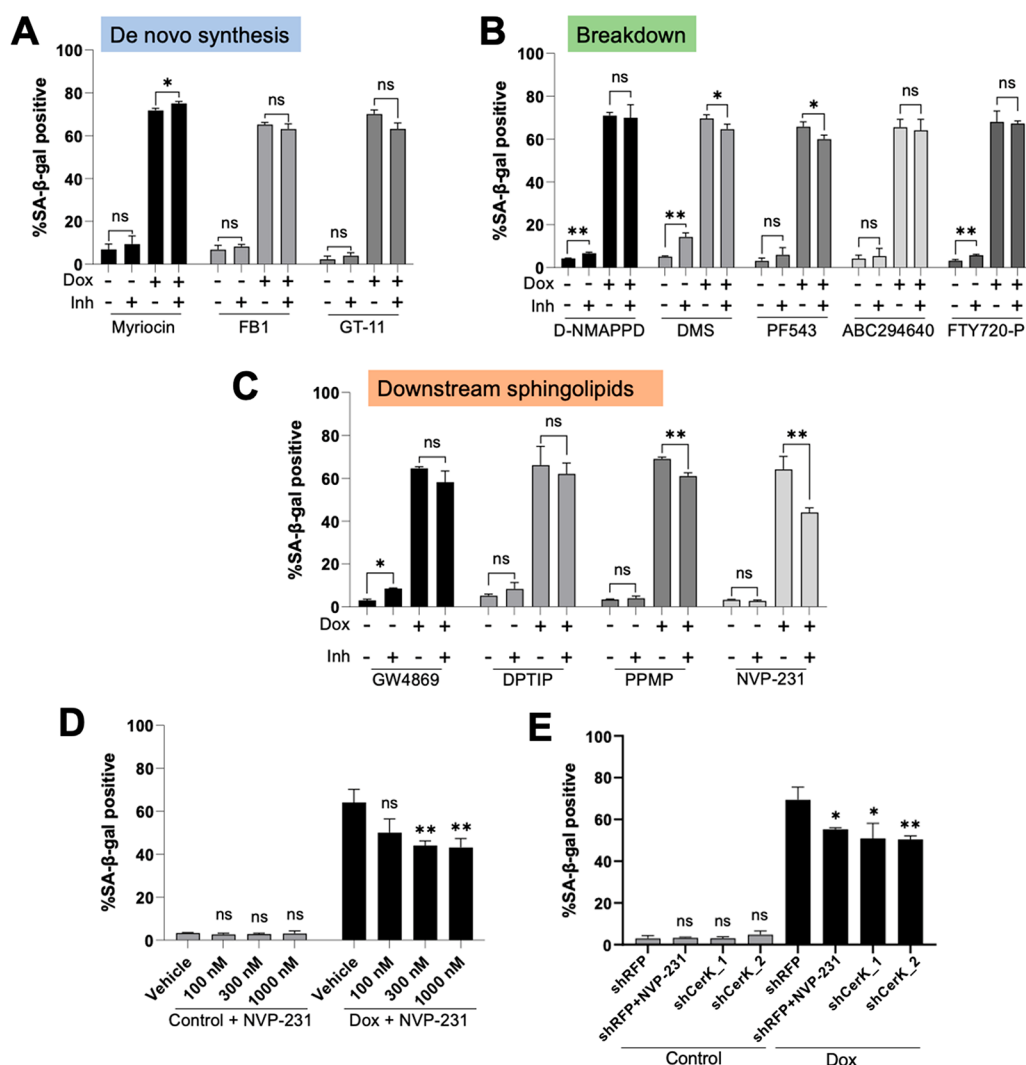 A
De novo synthesis
%SA-β-gal positive
100
80
60
40
20
0
ns * ns ns ns ns
Dox - - + + - - + + - - + +
Inh - + - + - + - + - + - +
Myriocin FB1 GT-11
B
Breakdown
%SA-β-gal positive
100
80
60
40
20
0
** ns ** * ns * ns ns ** ns
Dox - - + + - - + + - - + + - - + + - - + +
Inh - + - + - + - + - + - + - + - + - + - +
D-NMAPPD DMS PF543 ABC294640 FTY720-P
C
Downstream sphingolipids
%SA-β-gal positive
100
80
60
40
20
0
* ns ns ns ns ** ns **
Dox - - + + - - + + - - + + - - + +
Inh - + - + - + - + - + - + - + - +
GW4869 DPTIP PPMP NVP-231
D
%SA-β-gal positive
100
80
60
40
20
0
ns ns ns ns ** **
Vehicle 100 nM 300 nM 1000 nM Vehicle 100 nM 300 nM 1000 nM
Control + NVP-231 Dox + NVP-231
E
%SA-β-gal positive
100
80
60
40
20
0
ns ns ns * * **
shRFP shRFP+NVP-231 shCerK_1 shCerK_2 shRFP shRFP+NVP-231 shCerK_1 shCerK_2
Control Dox